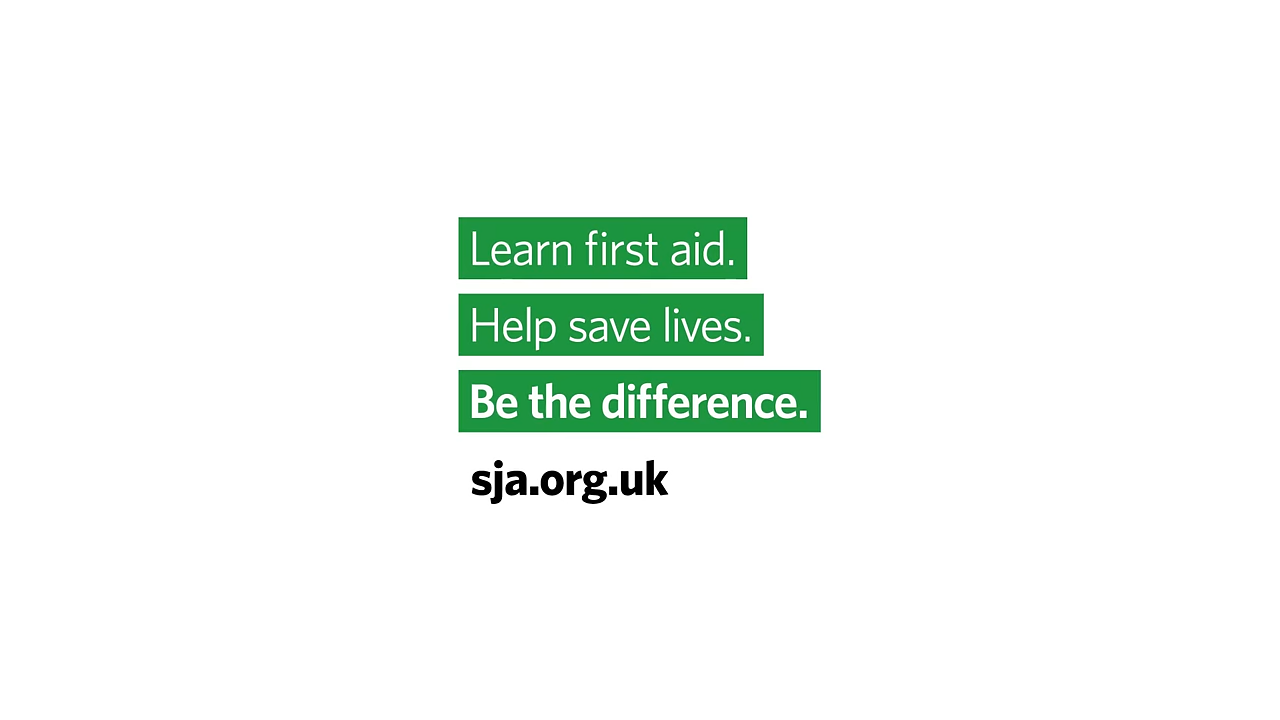 Learn first aid.
Help save lives.
Be the difference.
sja.org.uk